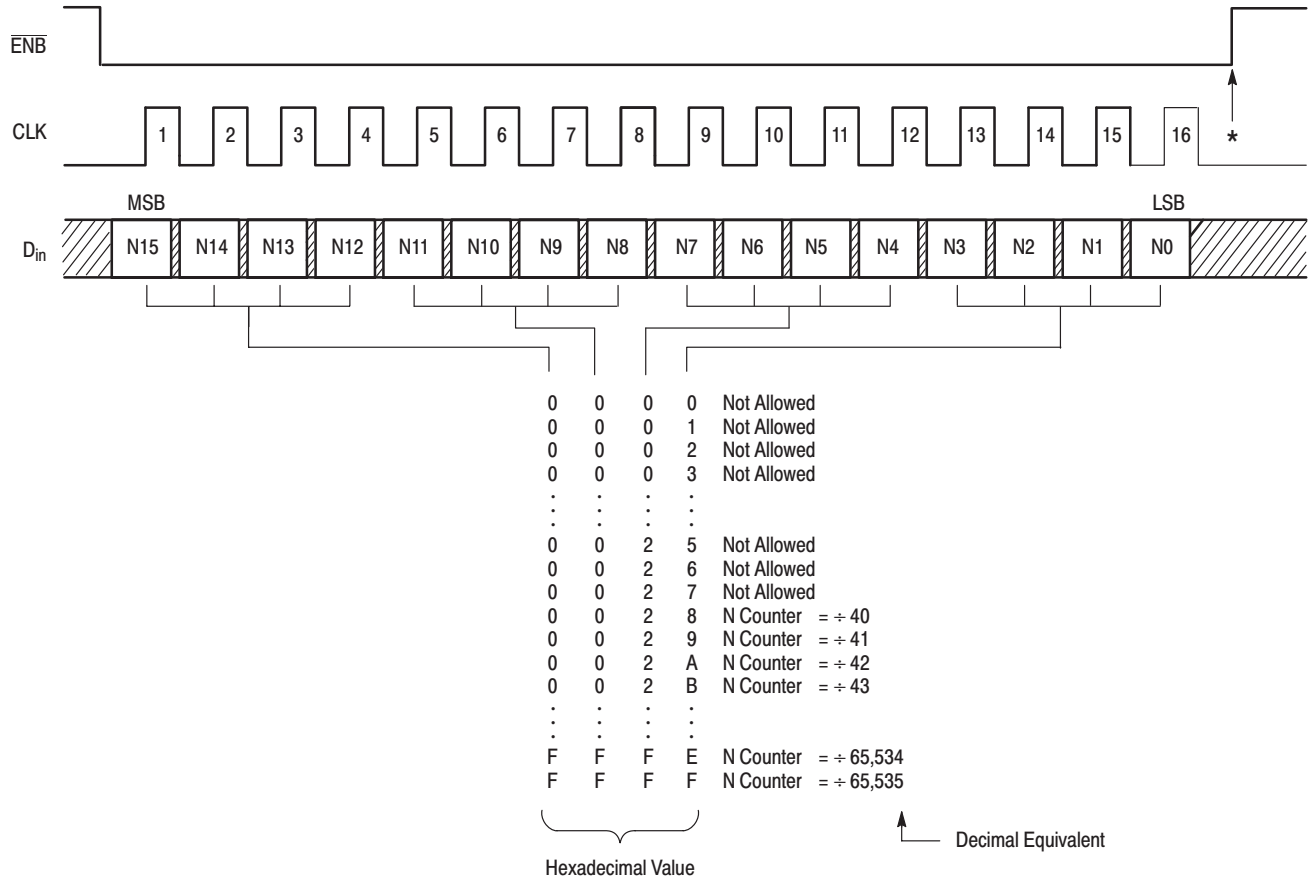 ENB
CLK 1 2 3 4 5 6 7 8 9 10 11 12 13 14 15 16 *
MSB LSB
Din N15 N14 N13 N12 N11 N10 N9 N8 N7 N6 N5 N4 N3 N2 N1 N0
0 0 0 0 Not Allowed
0 0 0 1 Not Allowed
0 0 0 2 Not Allowed
0 0 0 3 Not Allowed
. . . .
. . . .
. . . .
0 0 2 5 Not Allowed
0 0 2 6 Not Allowed
0 0 2 7 Not Allowed
0 0 2 8 N Counter = ÷ 40
0 0 2 9 N Counter = ÷ 41
0 0 2 A N Counter = ÷ 42
0 0 2 B N Counter = ÷ 43
. . . .
. . . .
. . . .
F F F E N Counter = ÷ 65,534
F F F F N Counter = ÷ 65,535
Decimal Equivalent
Hexadecimal Value